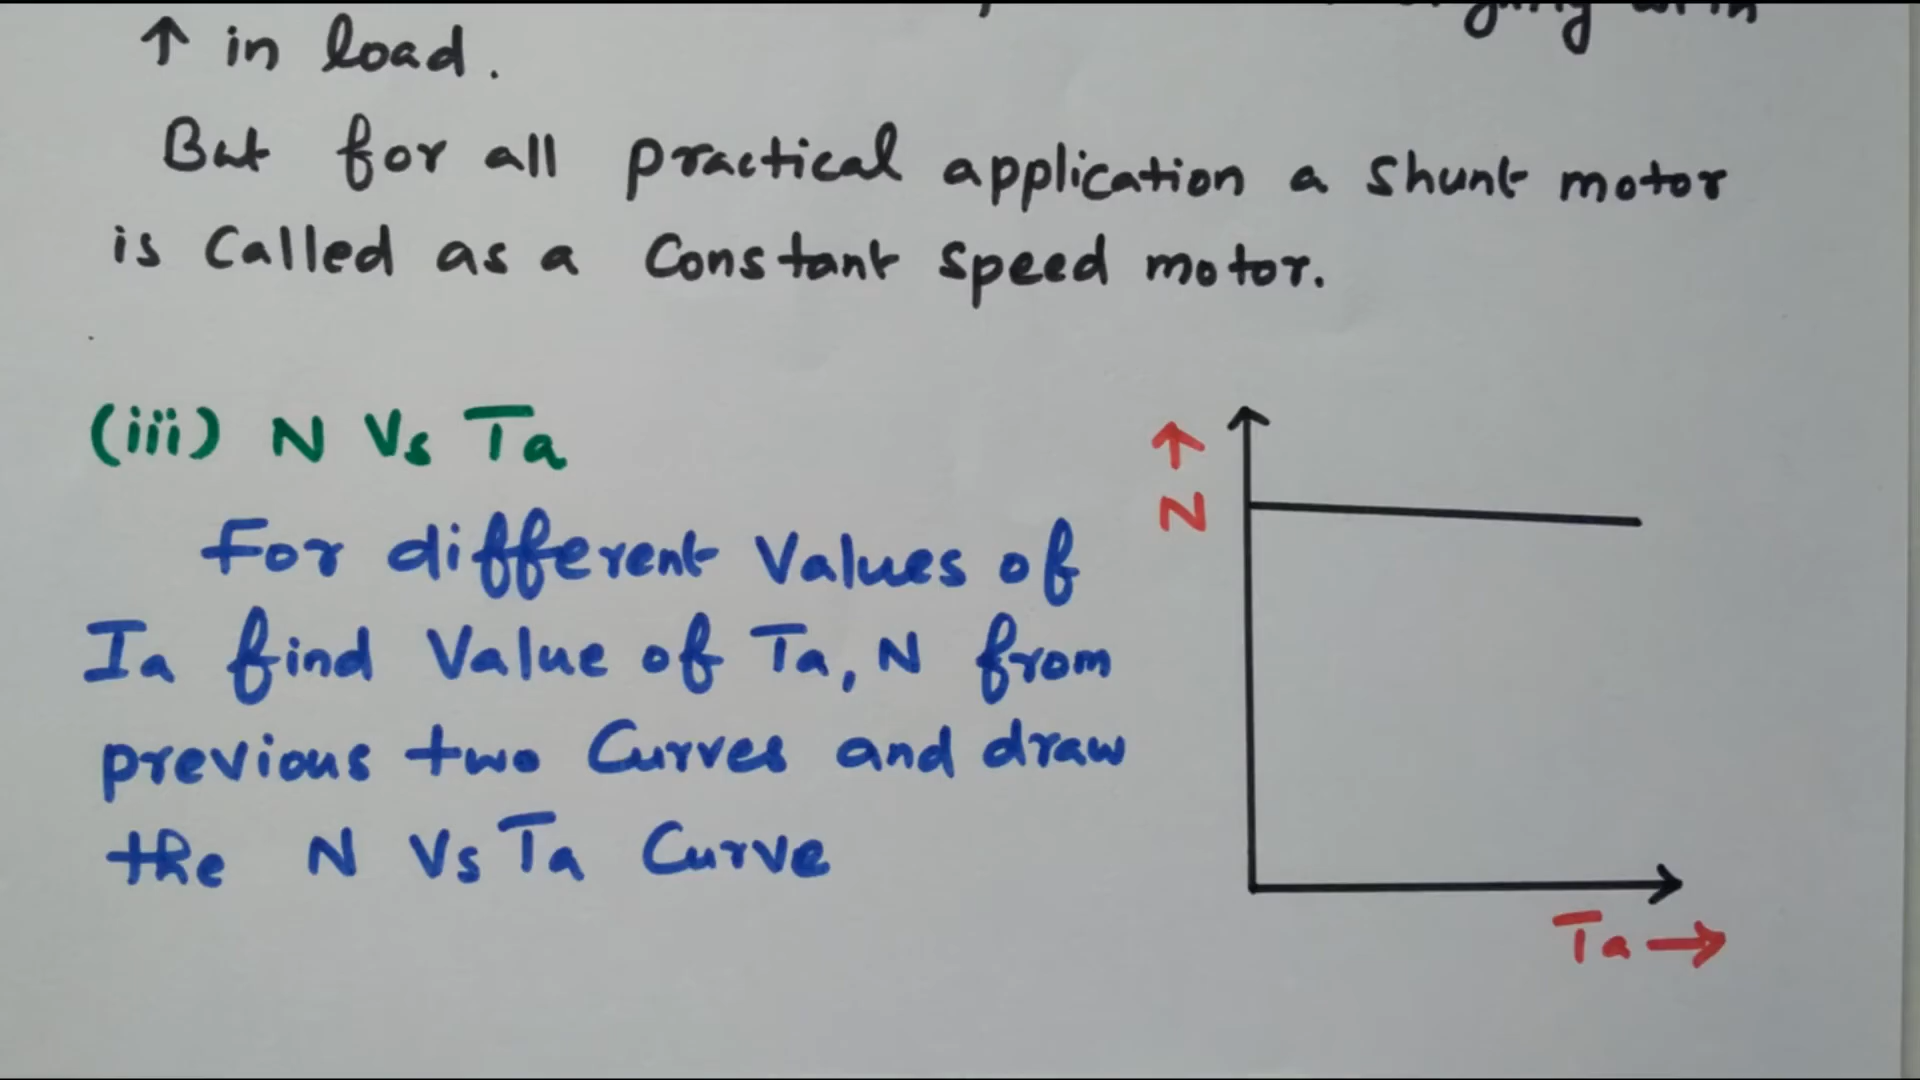 ↑ in load.
But for all practical application a shunt motor
is Called as a Constant speed motor.
(iii) N Vs Ta
For different Values of
Ia find Value of Ta, N from
previous two Curves and draw
the N Vs Ta Curve
N →
Ta →